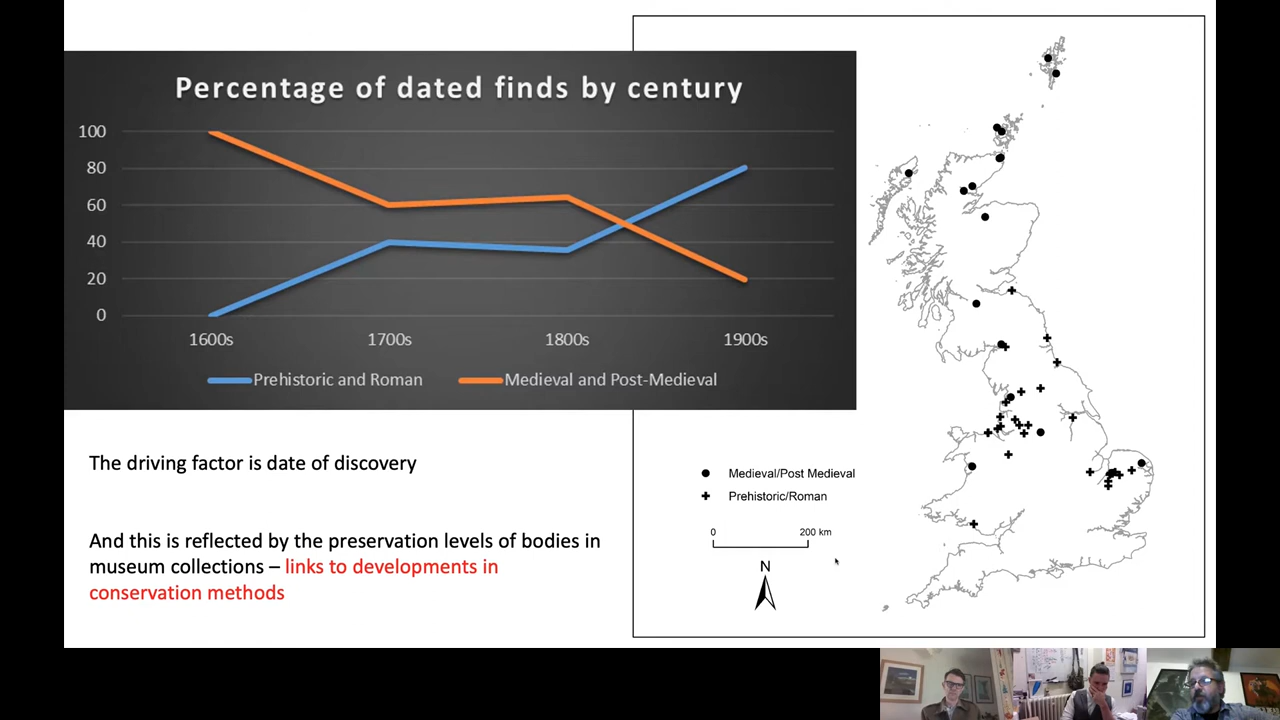 Percentage of dated finds by century
100
80
60
40
20
0
1600s 1700s 1800s 1900s
Prehistoric and Roman Medieval and Post-Medieval
The driving factor is date of discovery
And this is reflected by the preservation levels of bodies in
museum collections – links to developments in
conservation methods
Medieval/Post Medieval
Prehistoric/Roman
0 200 km
N